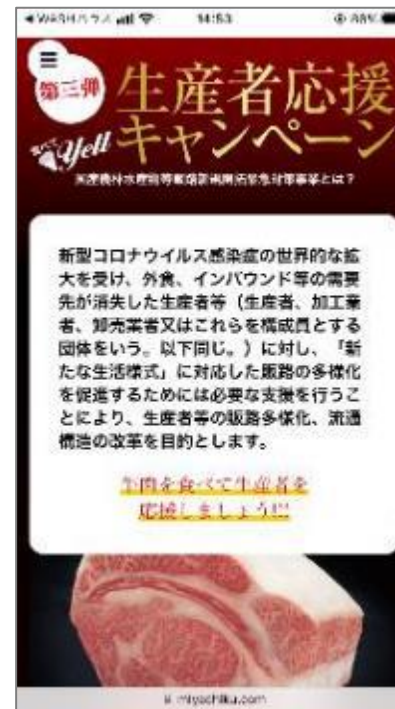 14:53
第三弾
生産者応援
Yell
キャンペーン
新型コロナウイルス感染症の世界的な拡
大を受け、外食、インバウンド等の需要
先が消失した生産者等（生産者、加工業
者、卸売業者又はこれらを構成員とする
団体をいう。以下同じ。）に対し、「新
たな生活様式」に対応した販路の多様化
を促進するためには必要な支援を行うこ
とにより、生産者等の販路多様化、流通
構造の改革を目的とします。
牛肉を食べて生産者を
応援しましょう!!!
miyachiku.com